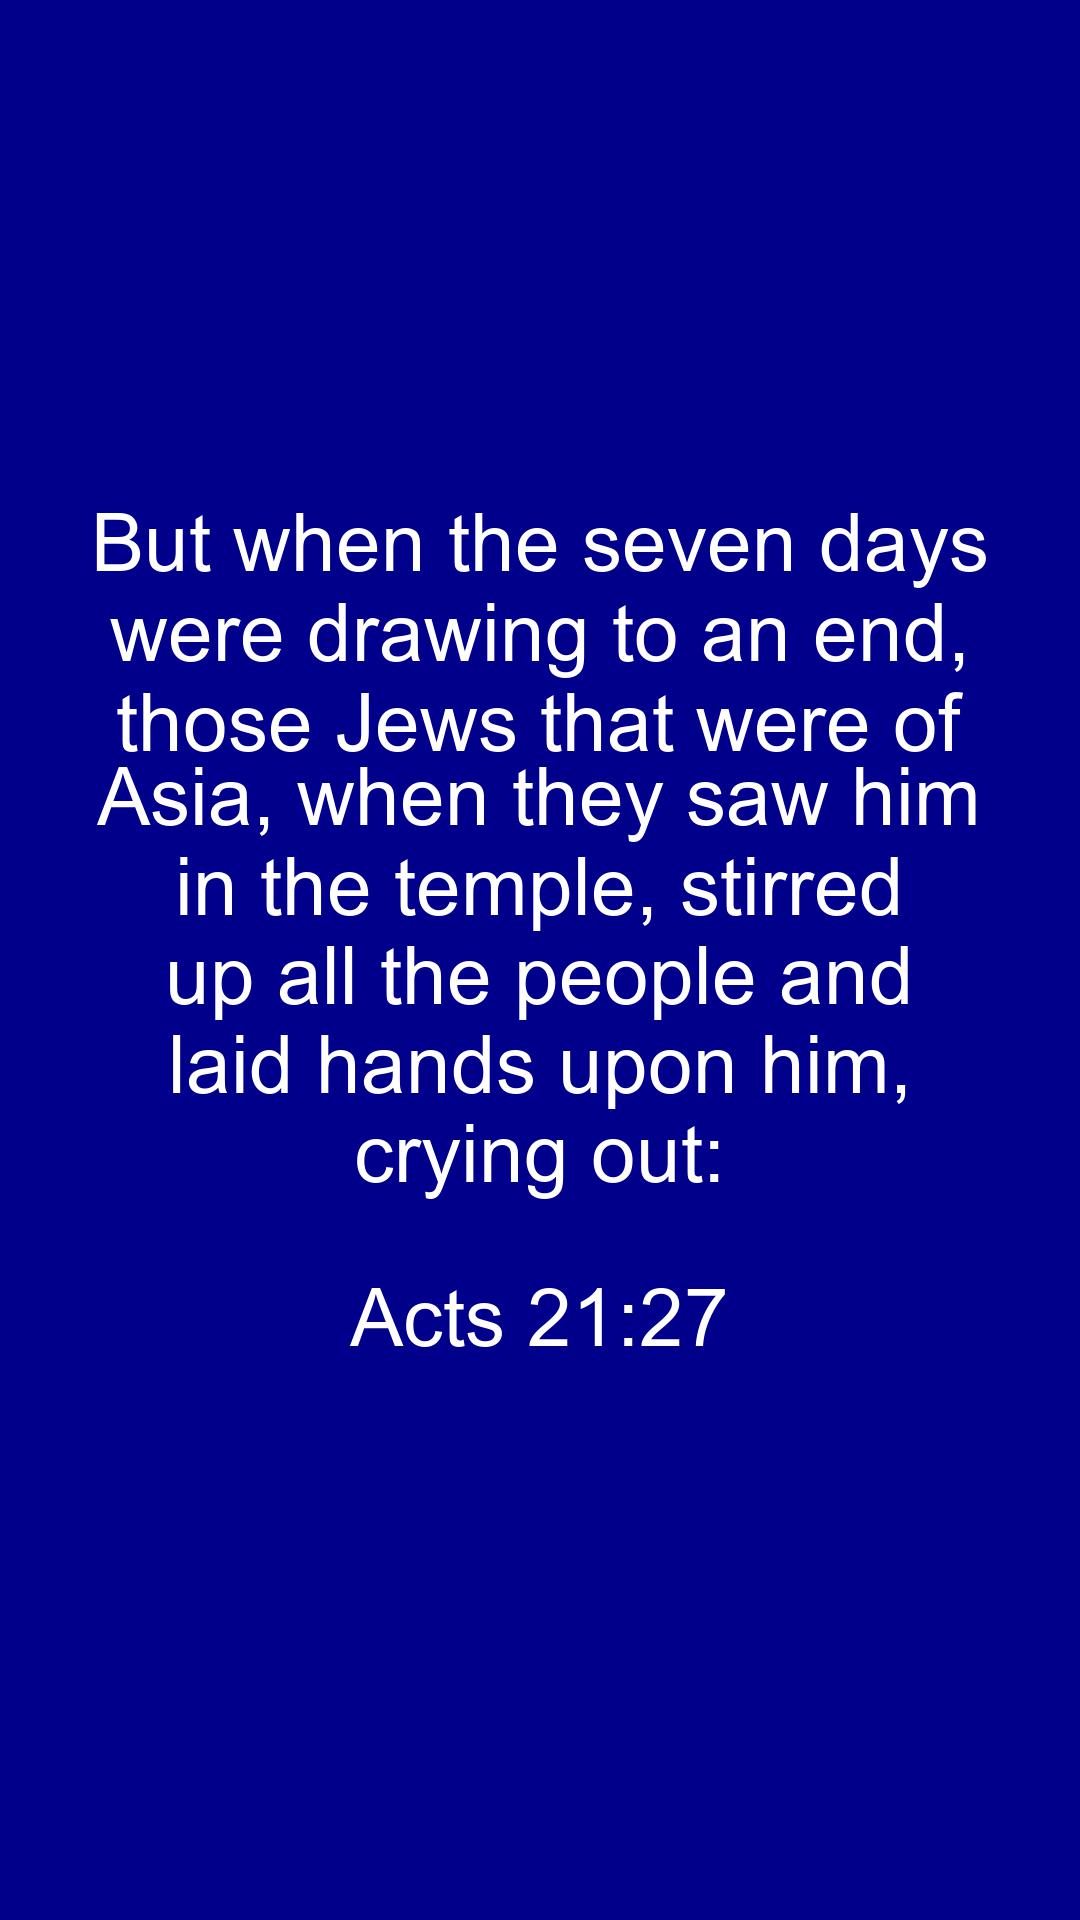 But when the seven days
were drawing to an end,
those Jews that were of
Asia, when they saw him
in the temple, stirred
up all the people and
laid hands upon him,
crying out:
Acts 21:27